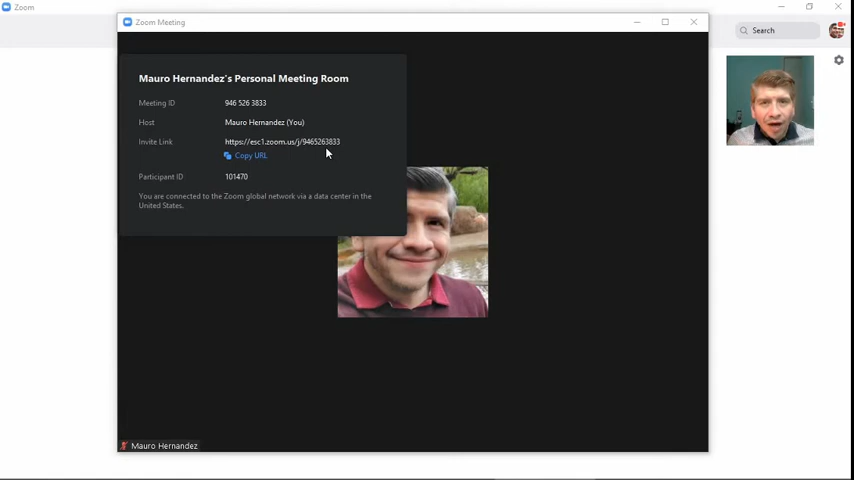 Zoom
Zoom Meeting
Search
Mauro Hernandez's Personal Meeting Room
Meeting ID 946 526 3833
Host Mauro Hernandez (You)
Invite Link https://esc1.zoom.us/j/9465263833
Copy URL
Participant ID 101470
You are connected to the Zoom global network via a data center in the
United States.
Mauro Hernandez